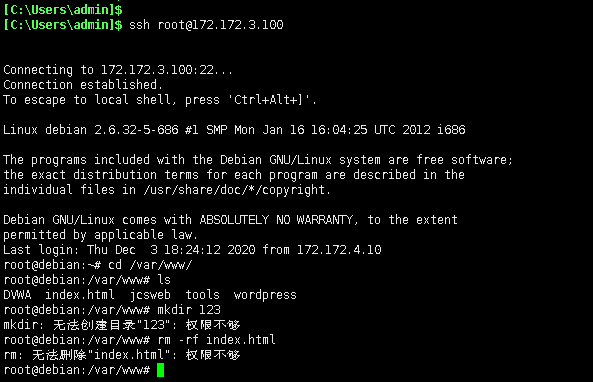 [C:\Users\admin]$
[C:\Users\admin]$ ssh root@172.172.3.100
Connecting to 172.172.3.100:22...
Connection established.
To escape to local shell, press 'Ctrl+Alt+]'.
Linux debian 2.6.32-5-686 #1 SMP Mon Jan 16 16:04:25 UTC 2012 i686
The programs included with the Debian GNU/Linux system are free software;
the exact distribution terms for each program are described in the
individual files in /usr/share/doc/*/copyright.
Debian GNU/Linux comes with ABSOLUTELY NO WARRANTY, to the extent
permitted by applicable law.
Last login: Thu Dec  3 18:24:12 2020 from 172.172.4.10
root@debian:~# cd /var/www/
root@debian:/var/www# ls
DVWA  index.html  jcsweb  tools  wordpress
root@debian:/var/www# mkdir 123
mkdir: 无法创建目录"123": 权限不够
root@debian:/var/www# rm -rf index.html
rm: 无法删除"index.html": 权限不够
root@debian:/var/www#